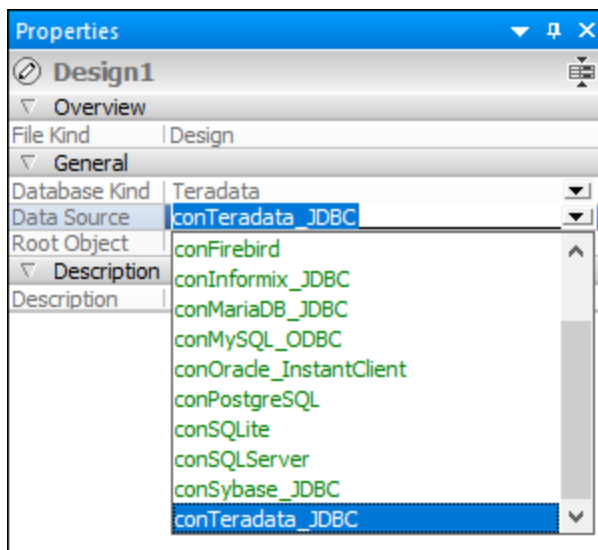 Properties
Design1
Overview
File Kind Design
General
Database Kind Teradata
Data Source conTeradata_JDBC
Root Object
Description
Description
conFirebird
conInformix_JDBC
conMariaDB_JDBC
conMySQL_ODBC
conOracle_InstantClient
conPostgreSQL
conSQLite
conSQLServer
conSybase_JDBC
conTeradata_JDBC